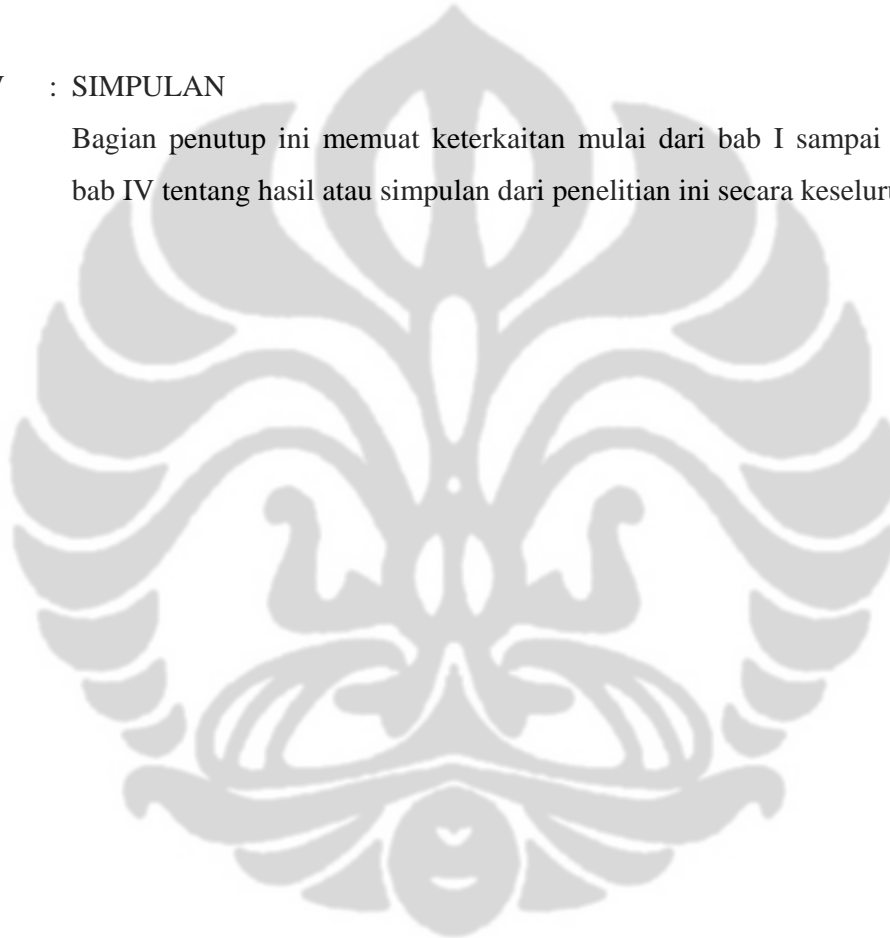 : SIMPULAN
Bagian penutup ini memuat keterkaitan mulai dari bab I sampai
bab IV tentang hasil atau simpulan dari penelitian ini secara